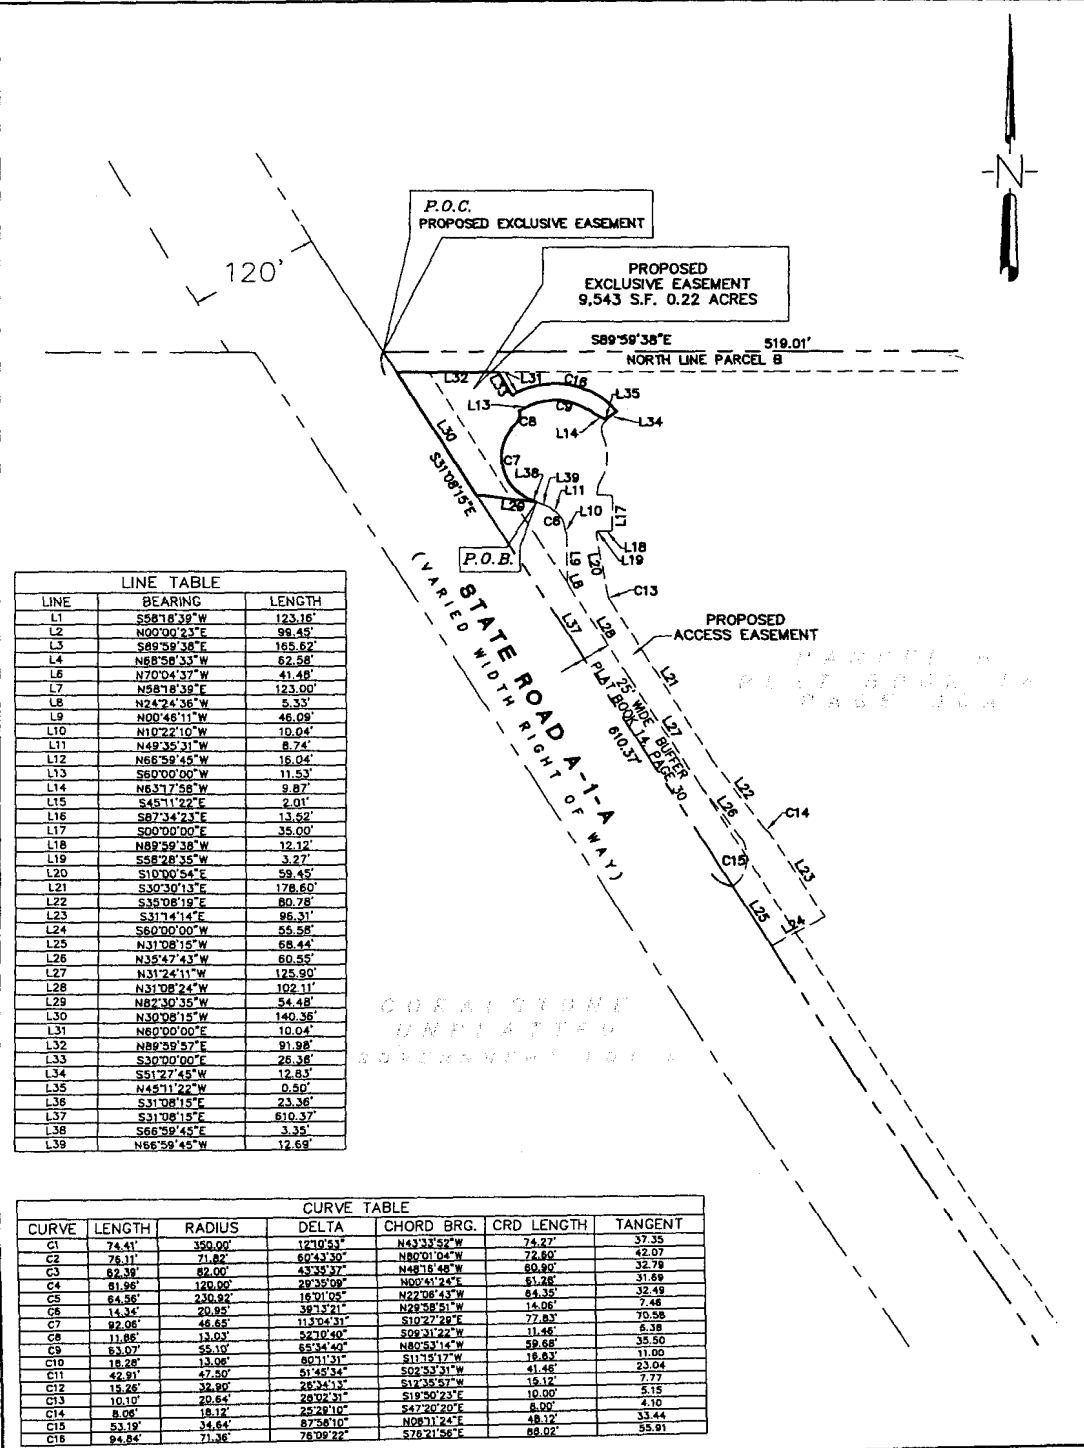 N
P.O.C.
PROPOSED EXCLUSIVE EASEMENT
120'
PROPOSED
EXCLUSIVE EASEMENT
9,543 S.F. 0.22 ACRES
S89°59'38"E 519.01'
NORTH LINE PARCEL B
L32
L33
L31
C16
L35
L13
C9
C8
L34
L14
L30
S31°08'15"E
C7
L38
L39
L11
L29
C6
L10
L17
P.O.B.
L18
L19
L9
L20
L8
C13
L37
L28
PROPOSED
ACCESS EASEMENT
L21
STATE ROAD A-1-A
(VARIED WIDTH RIGHT OF WAY)
25' WIDE BUFFER
PLAT BOOK 14, PAGE 30
610.37'
L27
L22
L26
C14
C15
L23
L25
L24
CORALSTONE
UNPLATTED
LINE TABLE
LINE BEARING LENGTH
L1 S58°18'39"W 123.16'
L2 N00°00'23"E 99.45'
L3 S89°59'38"E 165.62'
L4 N68°58'33"W 62.58'
L6 N70°04'37"W 41.48'
L7 N58°18'39"E 123.00'
L8 N24°24'36"W 5.33'
L9 N00°46'11"W 46.09'
L10 N10°22'10"W 10.04'
L11 N49°35'31"W 8.74'
L12 N66°59'45"W 16.04'
L13 S60°00'00"W 11.53'
L14 N63°17'58"W 9.87'
L15 S45°11'22"E 2.01'
L16 S87°34'23"E 13.52'
L17 S00°00'00"E 35.00'
L18 N89°59'38"W 12.12'
L19 S58°28'35"W 3.27'
L20 S10°00'54"E 59.45'
L21 S30°30'13"E 178.60'
L22 S35°08'19"E 80.78'
L23 S31°14'14"E 96.31'
L24 S60°00'00"W 55.58'
L25 N31°08'15"W 68.44'
L26 N35°47'43"W 60.55'
L27 N31°24'11"W 125.90'
L28 N31°08'24"W 102.11'
L29 N82°30'35"W 54.48'
L30 N30°08'15"W 140.36'
L31 N60°00'00"E 10.04'
L32 N89°59'57"E 91.98'
L33 S30°00'00"E 26.36'
L34 S51°27'45"W 12.83'
L35 N45°11'22"W 0.50'
L36 S31°08'15"E 23.36'
L37 S31°08'15"E 610.37'
L38 S66°59'45"E 3.35'
L39 N66°59'45"W 12.69'
CURVE TABLE
CURVE LENGTH RADIUS DELTA CHORD BRG. CRD LENGTH TANGENT
C1 74.41' 350.00' 12°10'53" N43°33'52"W 74.27' 37.35
C2 76.11' 71.82' 60°43'30" N80°01'04"W 72.60' 42.07
C3 62.39' 82.00' 43°35'37" N48°16'48"W 60.90' 32.79
C4 61.96' 120.00' 29°35'09" N00°41'24"E 61.28' 31.69
C5 64.56' 230.92' 16°01'05" N22°06'43"W 64.35' 32.49
C6 14.34' 20.95' 39°13'21" N29°58'51"W 14.06' 7.46
C7 92.06' 46.65' 113°04'31" S10°27'29"E 77.83' 70.58
C8 11.86' 13.03' 52°10'40" S09°31'22"W 11.46' 6.38
C9 63.07' 55.10' 65°34'40" N80°53'14"W 59.68' 35.50
C10 18.28' 13.06' 80°11'31" S11°15'17"W 16.83' 11.00
C11 42.91' 47.50' 51°45'34" S02°53'31"W 41.46' 23.04
C12 15.26' 32.90' 26°34'13" S12°35'57"W 15.12' 7.77
C13 10.10' 20.64' 28°02'31" S19°50'23"E 10.00' 5.15
C14 8.06' 18.12' 25°29'10" S47°20'20"E 8.00' 4.10
C15 53.19' 34.64' 87°58'10" N08°11'24"E 48.12' 33.44
C16 94.84' 71.36' 76°09'22" S76°21'56"E 88.02' 55.91